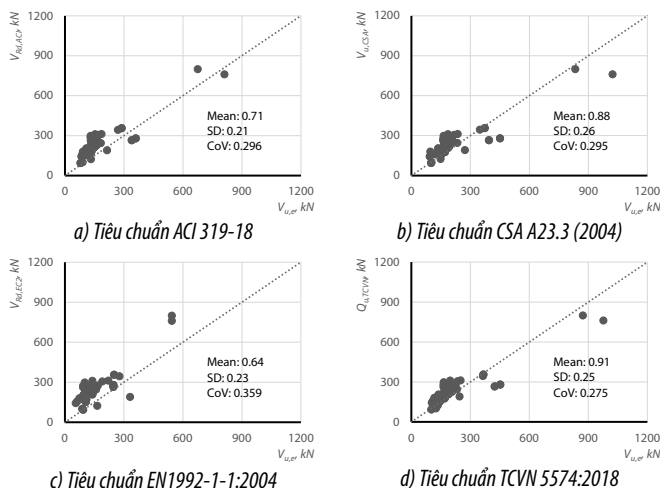 V_Rd,ACI, kN
1200
900
600
300
0
0 300 600 900 1200
V_u,e, kN
Mean: 0.71
SD: 0.21
CoV: 0.296
a) Tiêu chuẩn ACI 319-18
V_u,CSA, kN
1200
900
600
300
0
0 300 600 900 1200
V_u,e, kN
Mean: 0.88
SD: 0.26
CoV: 0.295
b) Tiêu chuẩn CSA A23.3 (2004)
V_Rd,EC2, kN
1200
900
600
300
0
0 300 600 900 1200
V_u,e, kN
Mean: 0.64
SD: 0.23
CoV: 0.359
c) Tiêu chuẩn EN1992-1-1:2004
Q_u,TCVN, kN
1200
900
600
300
0
0 300 600 900 1200
V_u,e, kN
Mean: 0.91
SD: 0.25
CoV: 0.275
d) Tiêu chuẩn TCVN 5574:2018